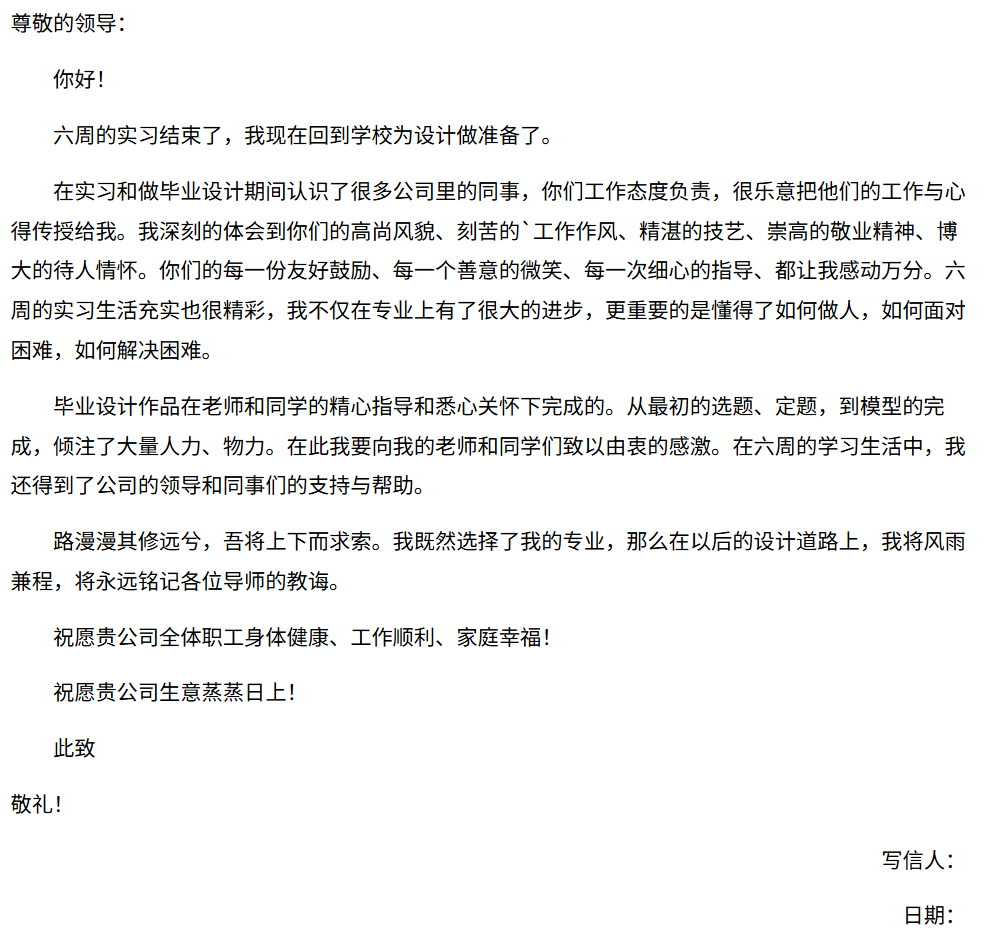 尊敬的领导：
你好！
六周的实习结束了，我现在回到学校为设计做准备了。
在实习和做毕业设计期间认识了很多公司里的同事，你们工作态度负责，很乐意把他们的工作与心
得传授给我。我深刻的体会到你们的高尚风貌、刻苦的`工作作风、精湛的技艺、崇高的敬业精神、博
大的待人情怀。你们的每一份友好鼓励、每一个善意的微笑、每一次细心的指导、都让我感动万分。六
周的实习生活充实也很精彩，我不仅在专业上有了很大的进步，更重要的是懂得了如何做人，如何面对
困难，如何解决困难。
毕业设计作品在老师和同学的精心指导和悉心关怀下完成的。从最初的选题、定题，到模型的完
成，倾注了大量人力、物力。在此我要向我的老师和同学们致以由衷的感激。在六周的学习生活中，我
还得到了公司的领导和同事们的支持与帮助。
路漫漫其修远兮，吾将上下而求索。我既然选择了我的专业，那么在以后的设计道路上，我将风雨
兼程，将永远铭记各位导师的教诲。
祝愿贵公司全体职工身体健康、工作顺利、家庭幸福！
祝愿贵公司生意蒸蒸日上！
此致
敬礼！
写信人：
日期：